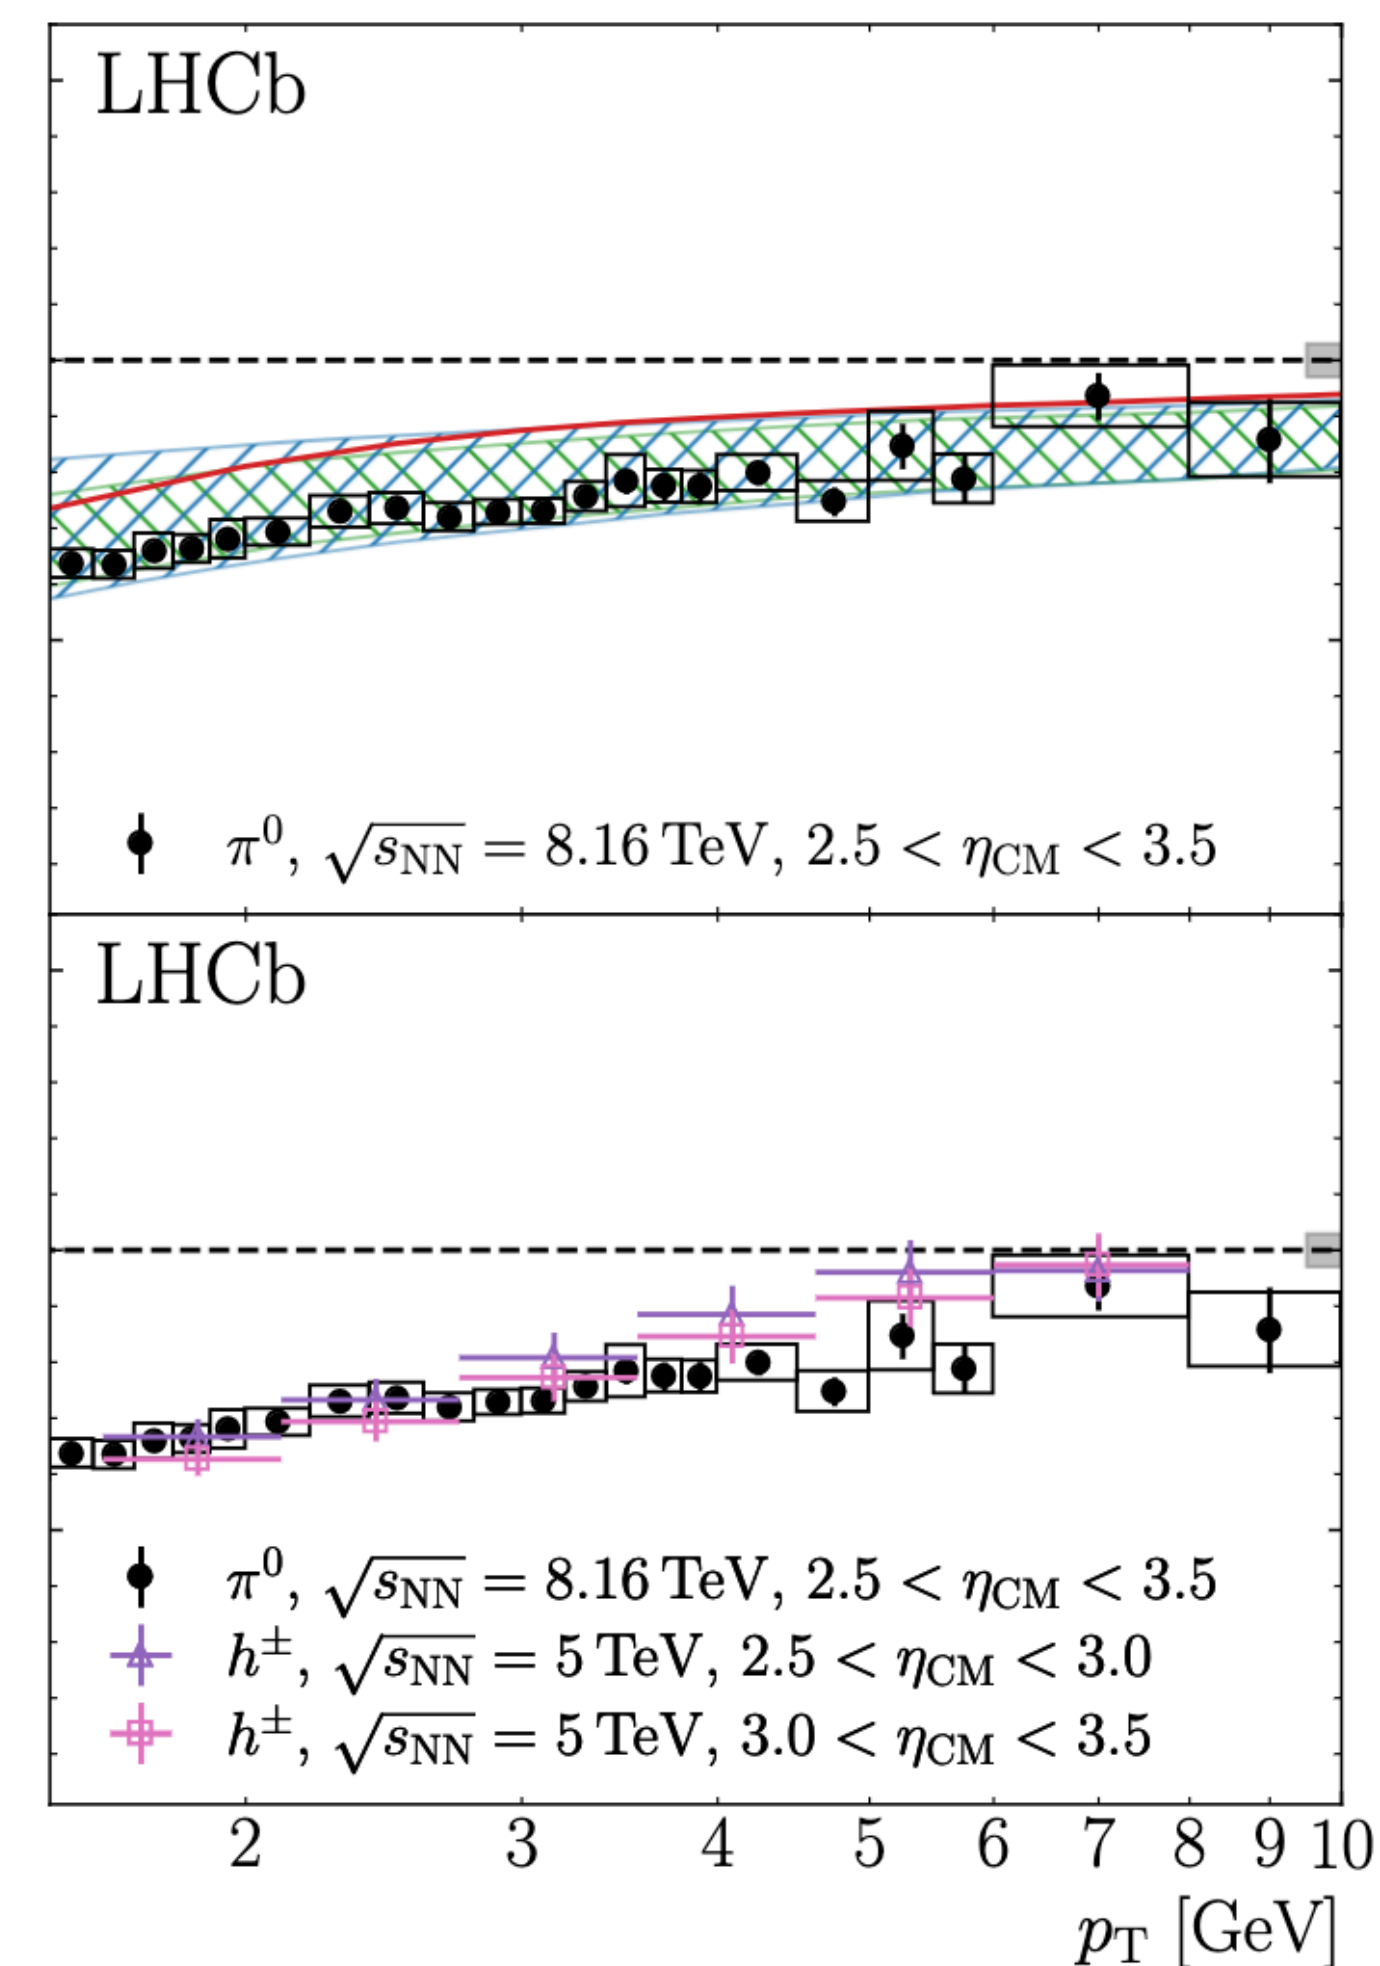 LHCb
π⁰, √s_NN = 8.16 TeV, 2.5 < η_CM < 3.5
LHCb
π⁰, √s_NN = 8.16 TeV, 2.5 < η_CM < 3.5
h±, √s_NN = 5 TeV, 2.5 < η_CM < 3.0
h±, √s_NN = 5 TeV, 3.0 < η_CM < 3.5
2 3 4 5 6 7 8 9 10
p_T [GeV]